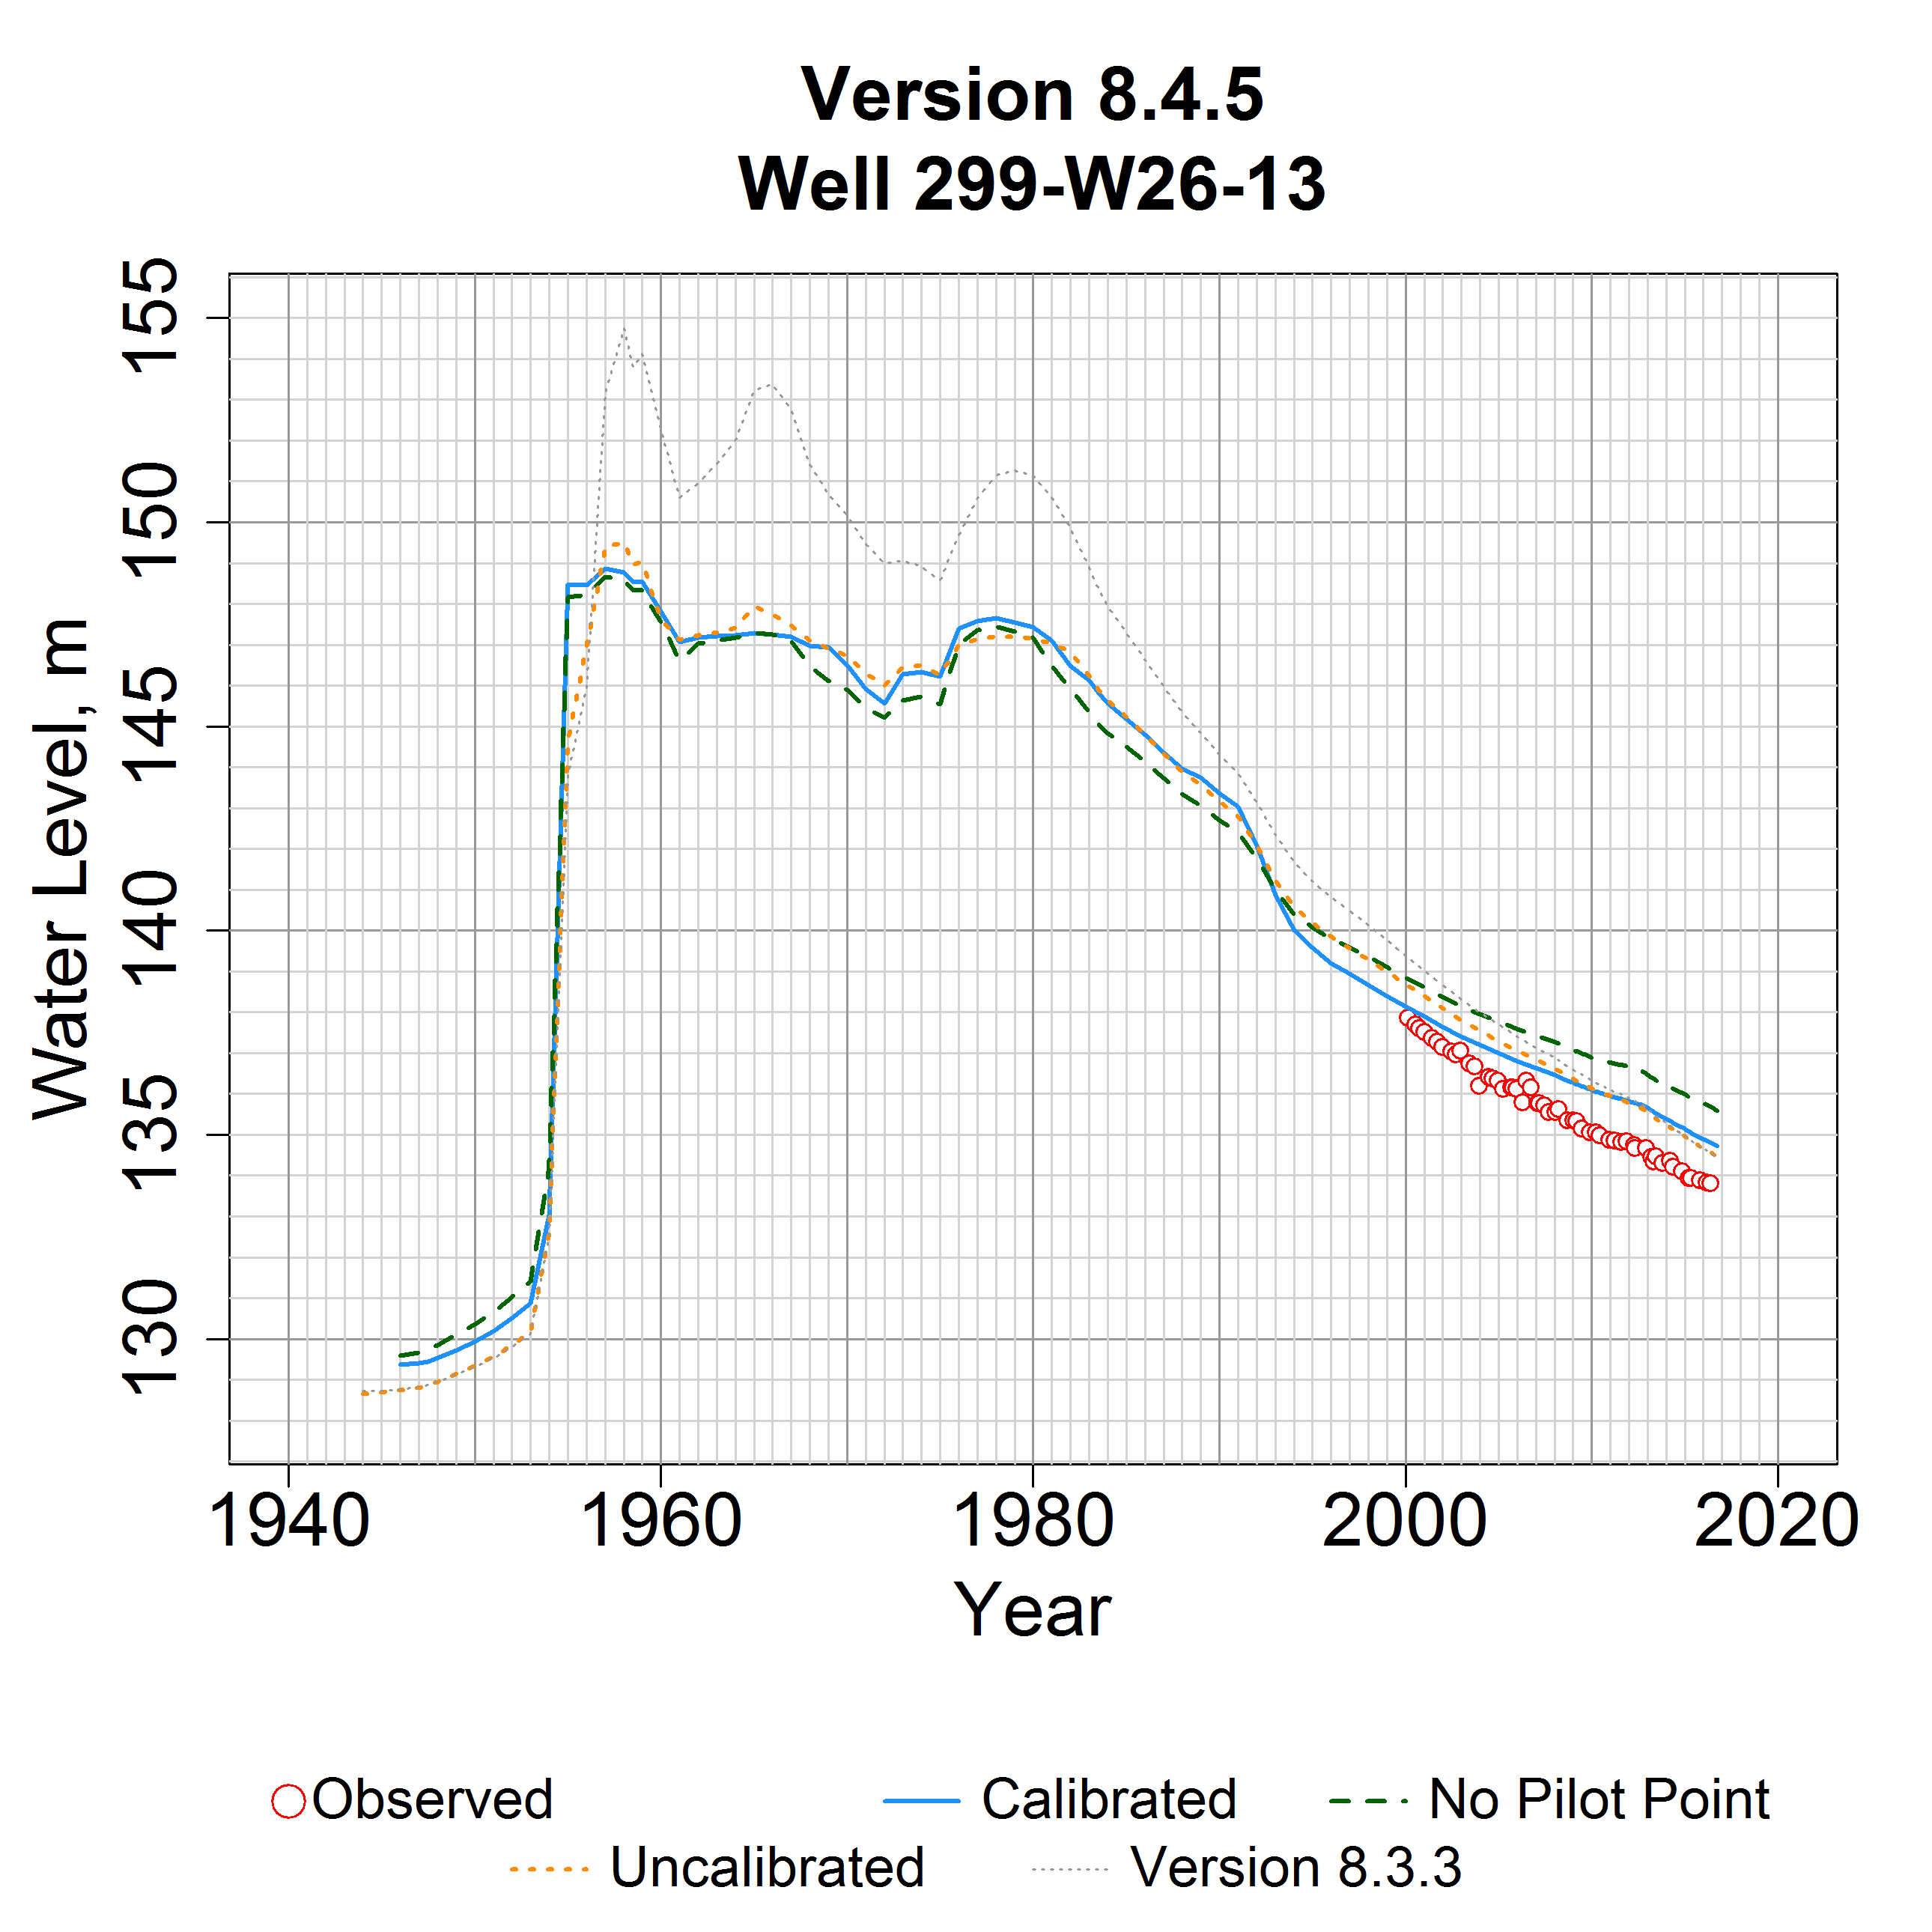 Version 8.4.5
Well 299-W26-13
Water Level, m
155
150
145
140
135
130
1940 1960 1980 2000 2020
Year
Observed Calibrated No Pilot Point
Uncalibrated Version 8.3.3